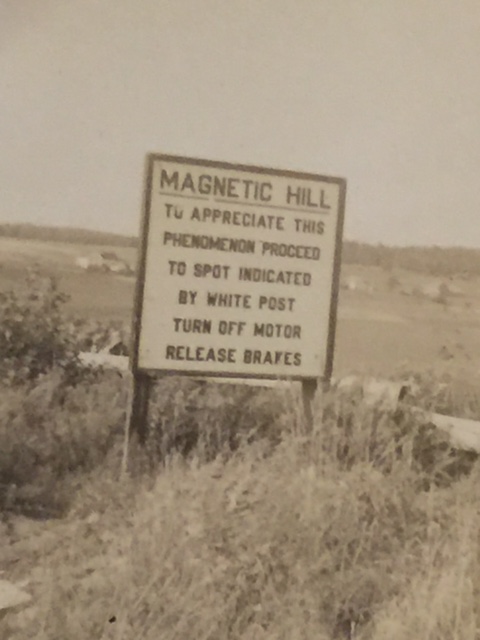 MAGNETIC HILL
TO APPRECIATE THIS
PHENOMENON PROCEED
TO SPOT INDICATED
BY WHITE POST
TURN OFF MOTOR
RELEASE BRAKES